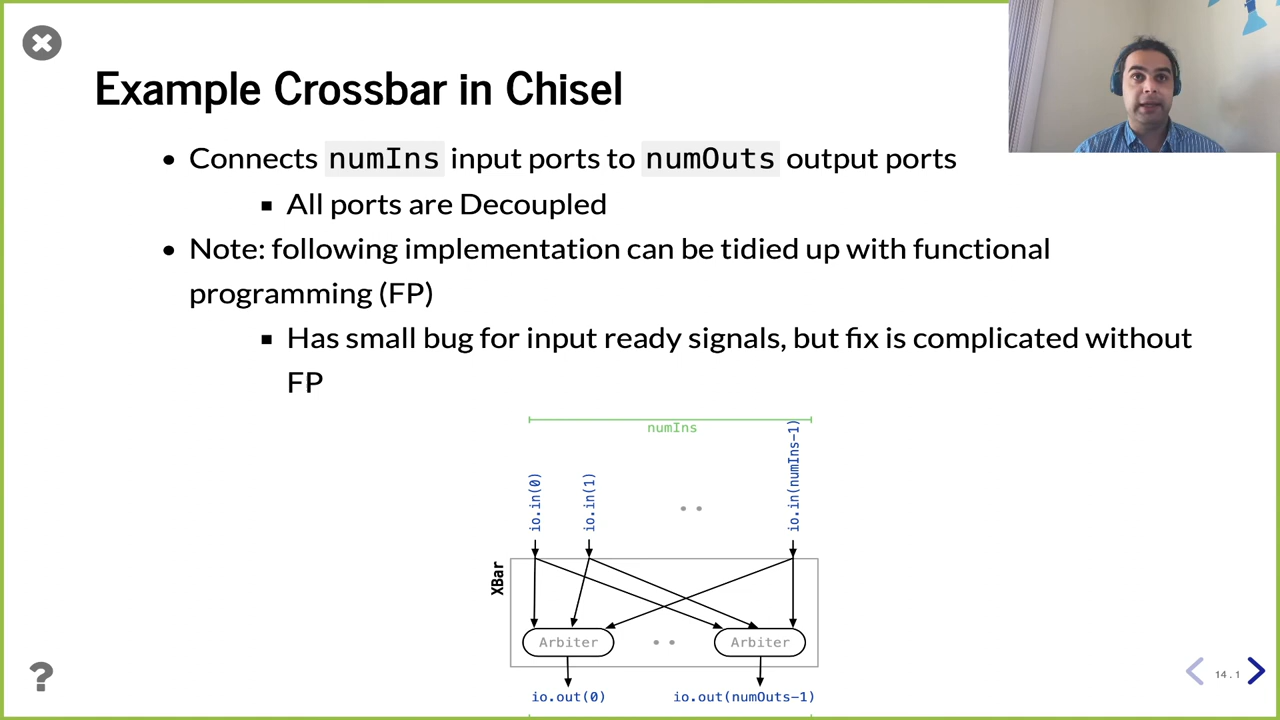 Example Crossbar in Chisel
• Connects numIns input ports to numOuts output ports
▪ All ports are Decoupled
• Note: following implementation can be tidied up with functional
programming (FP)
▪ Has small bug for input ready signals, but fix is complicated without
FP
numIns
io.in(0)
io.in(1)
io.in(numIns-1)
XBar
Arbiter
Arbiter
io.out(0)
io.out(numOuts-1)
?
14.1